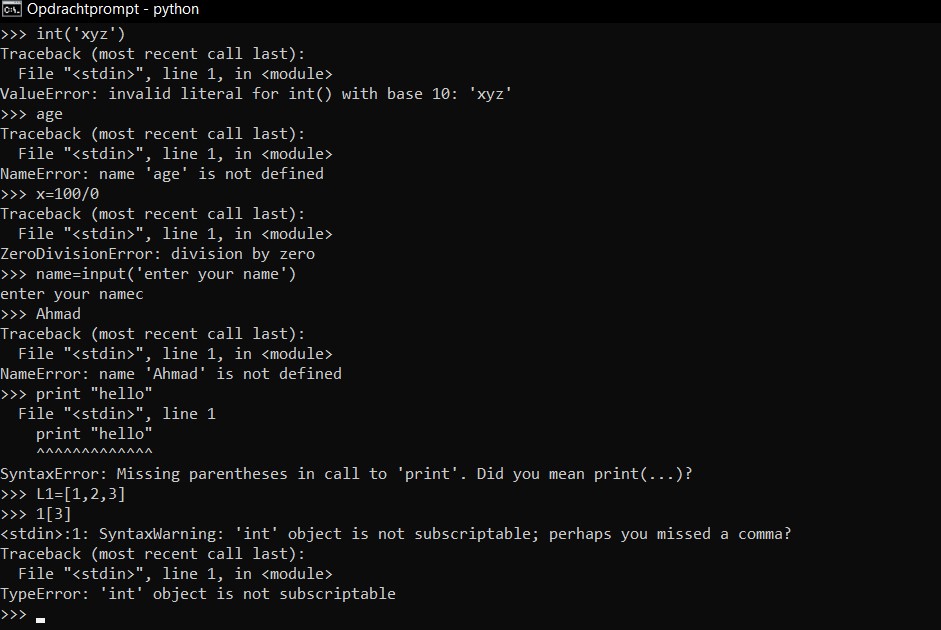 Opdrachtprompt - python
>>> int('xyz')
Traceback (most recent call last):
  File "<stdin>", line 1, in <module>
ValueError: invalid literal for int() with base 10: 'xyz'
>>> age
Traceback (most recent call last):
  File "<stdin>", line 1, in <module>
NameError: name 'age' is not defined
>>> x=100/0
Traceback (most recent call last):
  File "<stdin>", line 1, in <module>
ZeroDivisionError: division by zero
>>> name=input('enter your name')
enter your namec
>>> Ahmad
Traceback (most recent call last):
  File "<stdin>", line 1, in <module>
NameError: name 'Ahmad' is not defined
>>> print "hello"
  File "<stdin>", line 1
    print "hello"
    ^^^^^^^^^^^^^
SyntaxError: Missing parentheses in call to 'print'. Did you mean print(...)?
>>> L1=[1,2,3]
>>> 1[3]
<stdin>:1: SyntaxWarning: 'int' object is not subscriptable; perhaps you missed a comma?
Traceback (most recent call last):
  File "<stdin>", line 1, in <module>
TypeError: 'int' object is not subscriptable
>>>